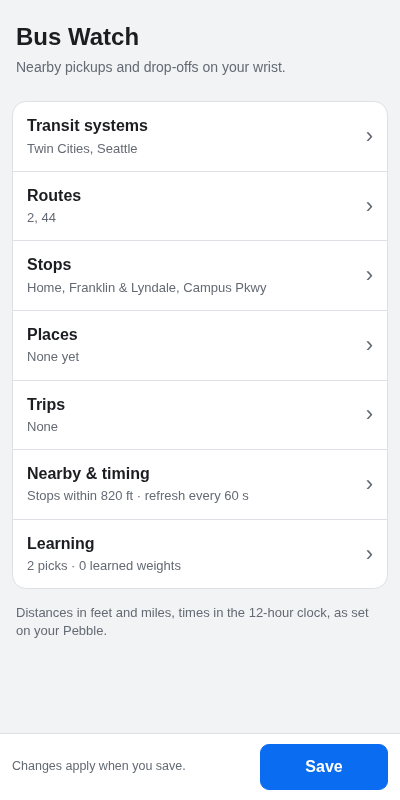 Bus Watch
Nearby pickups and drop-offs on your wrist.
Transit systems
Twin Cities, Seattle
Routes
2, 44
Stops
Home, Franklin & Lyndale, Campus Pkwy
Places
None yet
Trips
None
Nearby & timing
Stops within 820 ft · refresh every 60 s
Learning
2 picks · 0 learned weights
Distances in feet and miles, times in the 12-hour clock, as set
on your Pebble.
Changes apply when you save.
Save